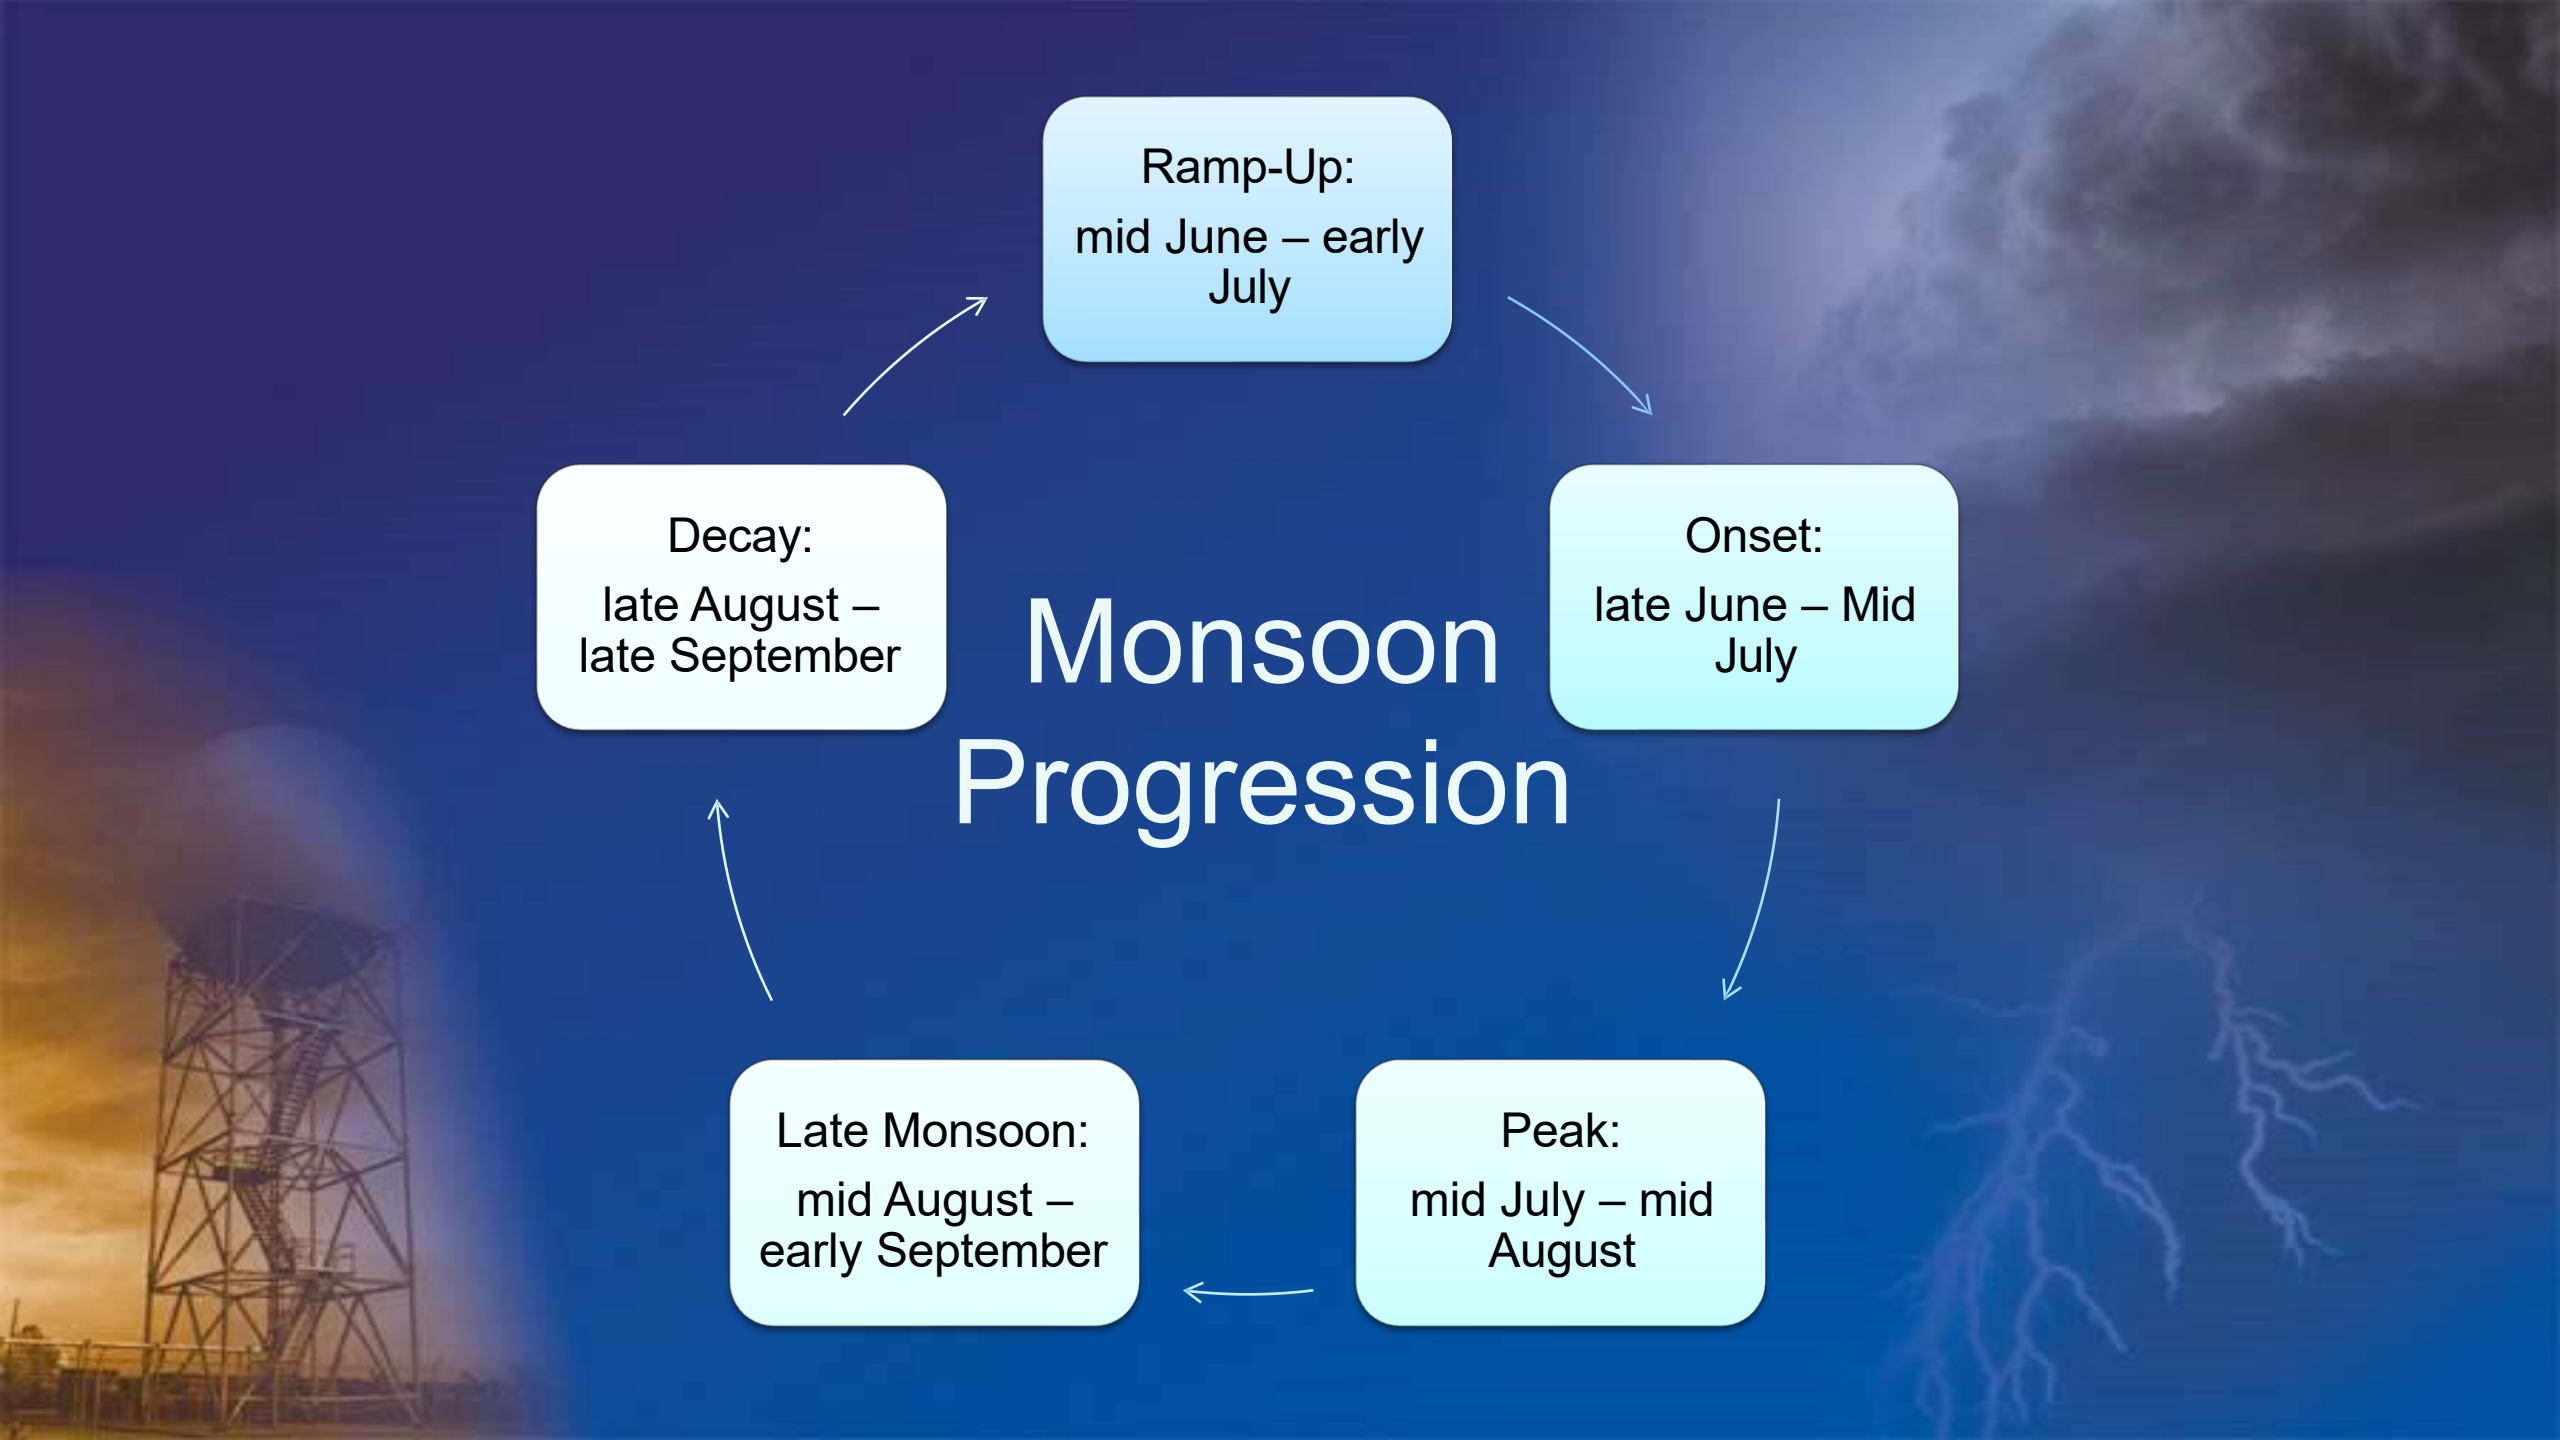 Ramp-Up:
mid June – early
July
Onset:
late June – Mid
July
Peak:
mid July – mid
August
Late Monsoon:
mid August –
early September
Decay:
late August –
late September
Monsoon
Progression